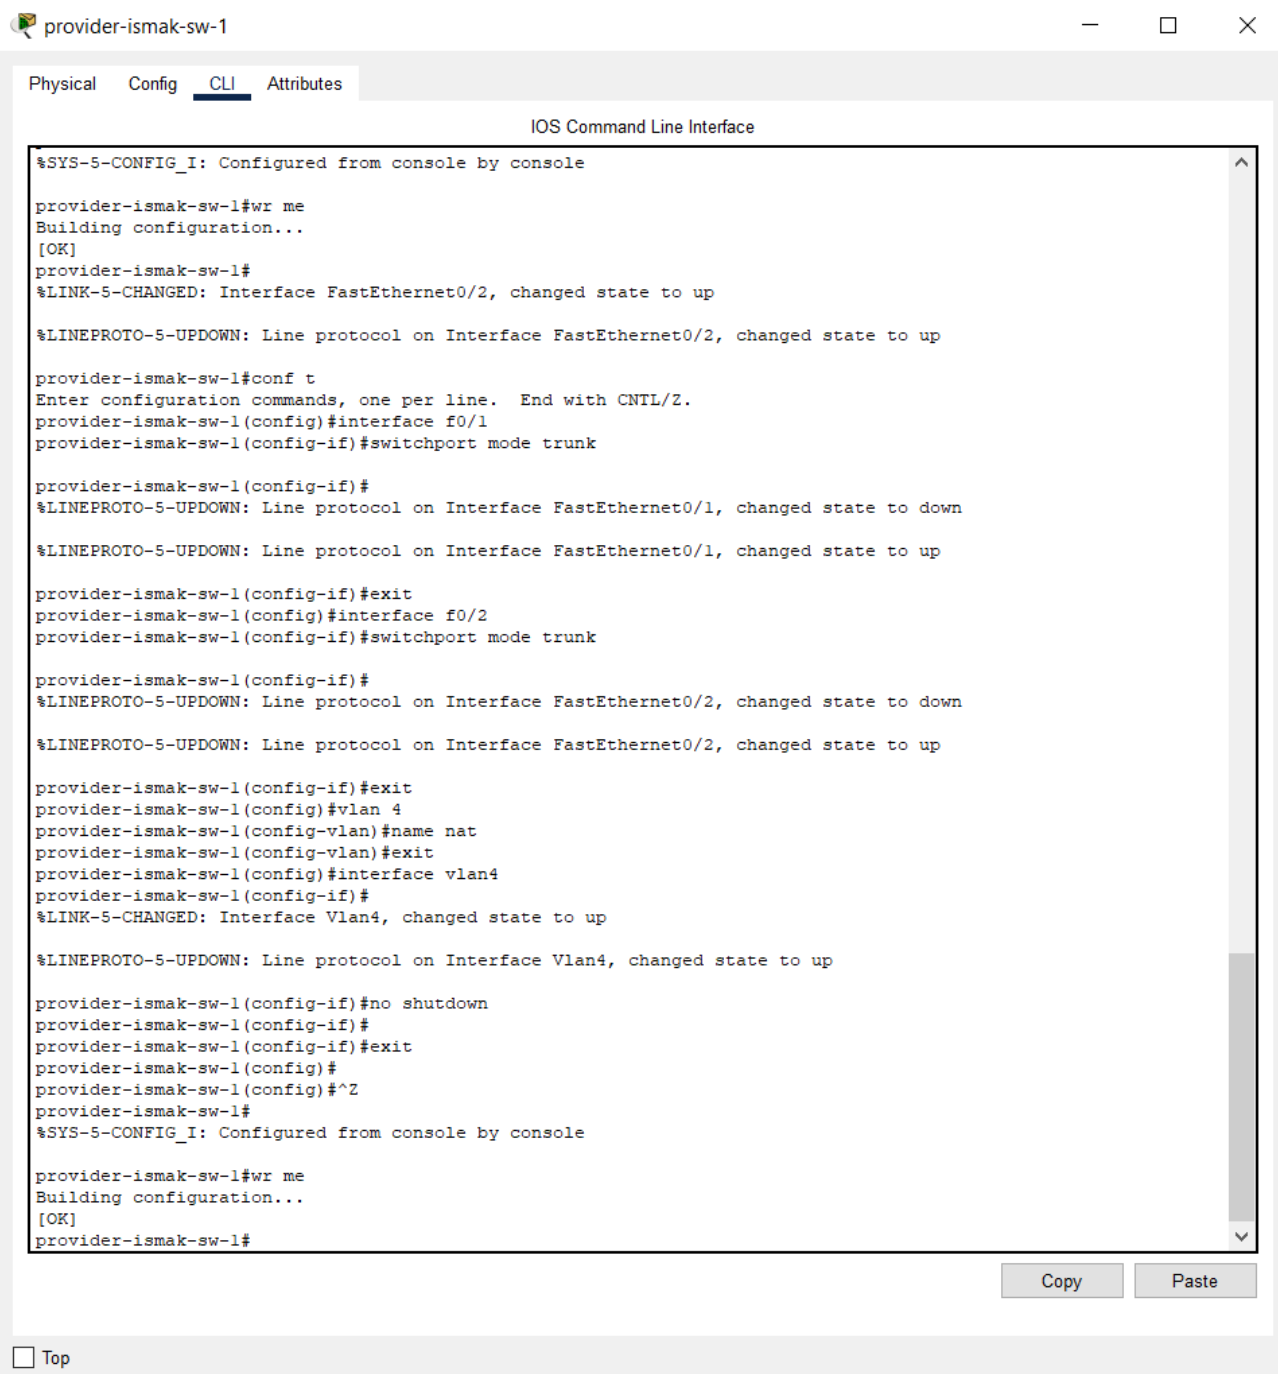 provider-ismak-sw-1
Physical Config CLI Attributes
IOS Command Line Interface
%SYS-5-CONFIG_I: Configured from console by console
provider-ismak-sw-1#wr me
Building configuration...
[OK]
provider-ismak-sw-1#
%LINK-5-CHANGED: Interface FastEthernet0/2, changed state to up
%LINEPROTO-5-UPDOWN: Line protocol on Interface FastEthernet0/2, changed state to up
provider-ismak-sw-1#conf t
Enter configuration commands, one per line.  End with CNTL/Z.
provider-ismak-sw-1(config)#interface f0/1
provider-ismak-sw-1(config-if)#switchport mode trunk
provider-ismak-sw-1(config-if)#
%LINEPROTO-5-UPDOWN: Line protocol on Interface FastEthernet0/1, changed state to down
%LINEPROTO-5-UPDOWN: Line protocol on Interface FastEthernet0/1, changed state to up
provider-ismak-sw-1(config-if)#exit
provider-ismak-sw-1(config)#interface f0/2
provider-ismak-sw-1(config-if)#switchport mode trunk
provider-ismak-sw-1(config-if)#
%LINEPROTO-5-UPDOWN: Line protocol on Interface FastEthernet0/2, changed state to down
%LINEPROTO-5-UPDOWN: Line protocol on Interface FastEthernet0/2, changed state to up
provider-ismak-sw-1(config-if)#exit
provider-ismak-sw-1(config)#vlan 4
provider-ismak-sw-1(config-vlan)#name nat
provider-ismak-sw-1(config-vlan)#exit
provider-ismak-sw-1(config)#interface vlan4
provider-ismak-sw-1(config-if)#
%LINK-5-CHANGED: Interface Vlan4, changed state to up
%LINEPROTO-5-UPDOWN: Line protocol on Interface Vlan4, changed state to up
provider-ismak-sw-1(config-if)#no shutdown
provider-ismak-sw-1(config-if)#
provider-ismak-sw-1(config-if)#exit
provider-ismak-sw-1(config)#
provider-ismak-sw-1(config)#^Z
provider-ismak-sw-1#
%SYS-5-CONFIG_I: Configured from console by console
provider-ismak-sw-1#wr me
Building configuration...
[OK]
provider-ismak-sw-1#
Copy Paste
Top